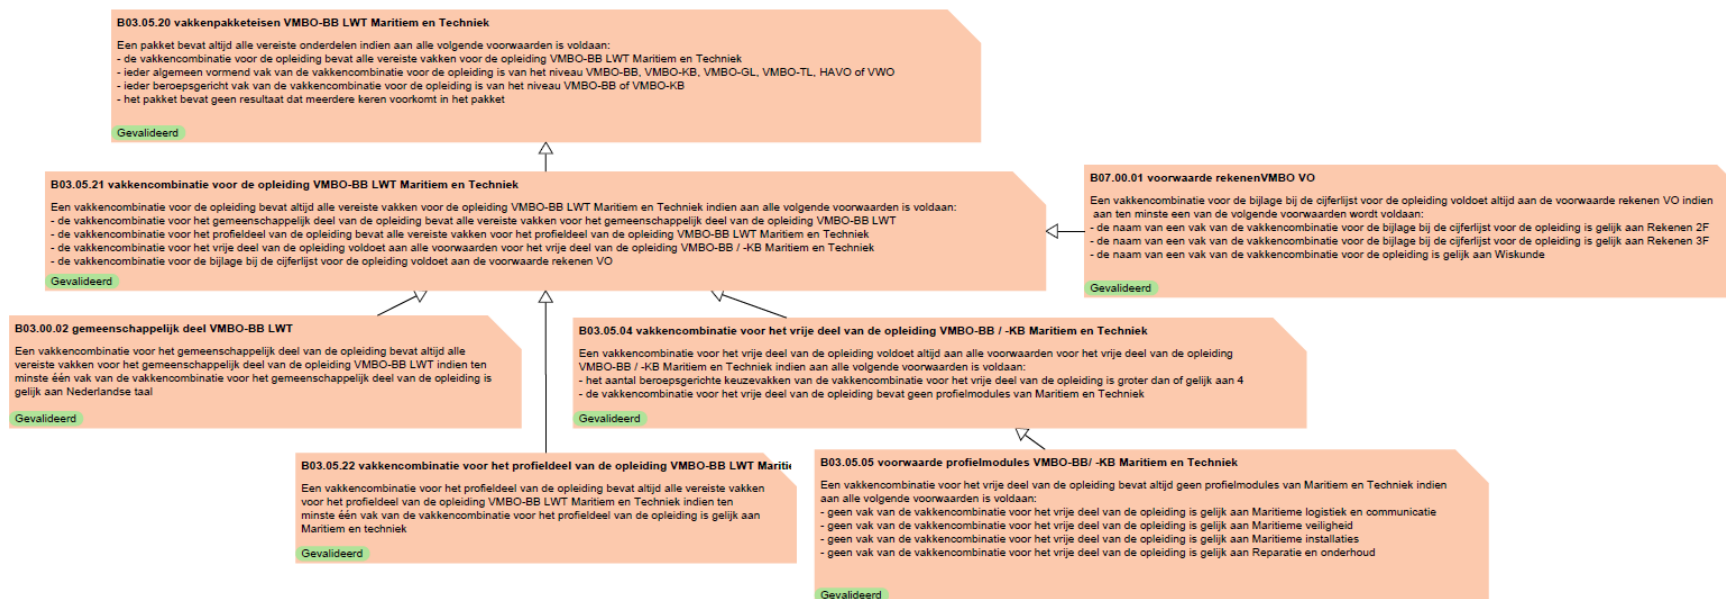 B03.05.20 vakkenpakketeisen VMBO-BB LWT Maritiem en Techniek
Een pakket bevat altijd alle vereiste onderdelen indien aan alle volgende voorwaarden is voldaan:
- de vakkencombinatie voor de opleiding bevat alle vereiste vakken voor de opleiding VMBO-BB LWT Maritiem en Techniek
- ieder algemeen vormend vak van de vakkencombinatie voor de opleiding is van het niveau VMBO-BB, VMBO-KB, VMBO-GL, VMBO-TL, HAVO of VWO
- ieder beroepsgericht vak van de vakkencombinatie voor de opleiding is van het niveau VMBO-BB of VMBO-KB
- het pakket bevat geen resultaat dat meerdere keren voorkomt in het pakket
Gevalideerd
B03.05.21 vakkencombinatie voor de opleiding VMBO-BB LWT Maritiem en Techniek
Een vakkencombinatie voor de opleiding bevat altijd alle vereiste vakken voor de opleiding VMBO-BB LWT Maritiem en Techniek indien aan alle volgende voorwaarden is voldaan:
- de vakkencombinatie voor het gemeenschappelijk deel van de opleiding bevat alle vereiste vakken voor het gemeenschappelijk deel van de opleiding VMBO-BB LWT
- de vakkencombinatie voor het profieldeel van de opleiding bevat alle vereiste vakken voor het profieldeel van de opleiding VMBO-BB LWT Maritiem en Techniek
- de vakkencombinatie voor het vrije deel van de opleiding voldoet aan alle voorwaarden voor het vrije deel van de opleiding VMBO-BB / -KB Maritiem en Techniek
- de vakkencombinatie voor de bijlage bij de cijferlijst voor de opleiding voldoet aan de voorwaarde rekenen VO
Gevalideerd
B07.00.01 voorwaarde rekenenVMBO VO
Een vakkencombinatie voor de bijlage bij de cijferlijst voor de opleiding voldoet altijd aan de voorwaarde rekenen VO indien
aan ten minste een van de volgende voorwaarden wordt voldaan:
- de naam van een vak van de vakkencombinatie voor de bijlage bij de cijferlijst voor de opleiding is gelijk aan Rekenen 2F
- de naam van een vak van de vakkencombinatie voor de bijlage bij de cijferlijst voor de opleiding is gelijk aan Rekenen 3F
- de naam van een vak van de vakkencombinatie voor de opleiding is gelijk aan Wiskunde
Gevalideerd
B03.00.02 gemeenschappelijk deel VMBO-BB LWT
Een vakkencombinatie voor het gemeenschappelijk deel van de opleiding bevat altijd alle
vereiste vakken voor het gemeenschappelijk deel van de opleiding VMBO-BB LWT indien ten
minste één vak van de vakkencombinatie voor het gemeenschappelijk deel van de opleiding is
gelijk aan Nederlandse taal
Gevalideerd
B03.05.04 vakkencombinatie voor het vrije deel van de opleiding VMBO-BB / -KB Maritiem en Techniek
Een vakkencombinatie voor het vrije deel van de opleiding voldoet altijd aan alle voorwaarden voor het vrije deel van de opleiding
VMBO-BB / -KB Maritiem en Techniek indien aan alle volgende voorwaarden is voldaan:
- het aantal beroepsgerichte keuzevakken van de vakkencombinatie voor het vrije deel van de opleiding is groter dan of gelijk aan 4
- de vakkencombinatie voor het vrije deel van de opleiding bevat geen profielmodules van Maritiem en Techniek
Gevalideerd
B03.05.22 vakkencombinatie voor het profieldeel van de opleiding VMBO-BB LWT Maritie
Een vakkencombinatie voor het profieldeel van de opleiding bevat altijd alle vereiste vakken
voor het profieldeel van de opleiding VMBO-BB LWT Maritiem en Techniek indien ten
minste één vak van de vakkencombinatie voor het profieldeel van de opleiding is gelijk aan
Maritiem en techniek
Gevalideerd
B03.05.05 voorwaarde profielmodules VMBO-BB/ -KB Maritiem en Techniek
Een vakkencombinatie voor het vrije deel van de opleiding bevat altijd geen profielmodules van Maritiem en Techniek indien
aan alle volgende voorwaarden is voldaan:
- geen vak van de vakkencombinatie voor het vrije deel van de opleiding is gelijk aan Maritieme logistiek en communicatie
- geen vak van de vakkencombinatie voor het vrije deel van de opleiding is gelijk aan Maritieme veiligheid
- geen vak van de vakkencombinatie voor het vrije deel van de opleiding is gelijk aan Maritieme installaties
- geen vak van de vakkencombinatie voor het vrije deel van de opleiding is gelijk aan Reparatie en onderhoud
Gevalideerd